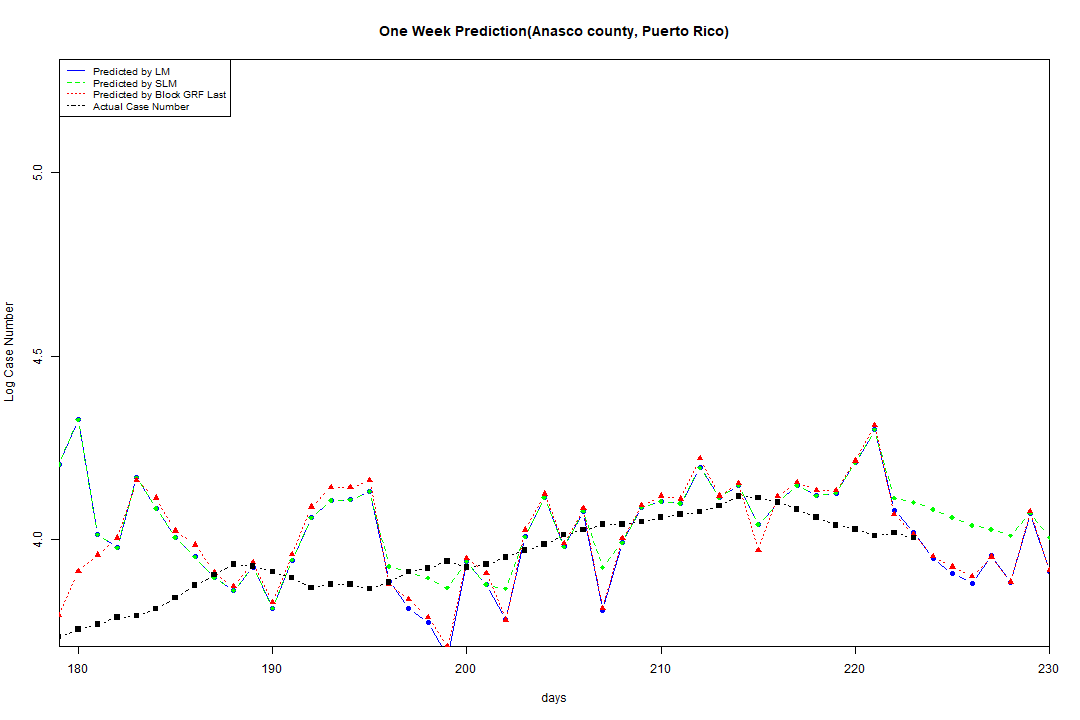 One Week Prediction(Anasco county, Puerto Rico)
Predicted by LM
Predicted by SLM
Predicted by Block GRF Last
Actual Case Number
5.0
4.5
4.0
Log Case Number
180 190 200 210 220 230
days